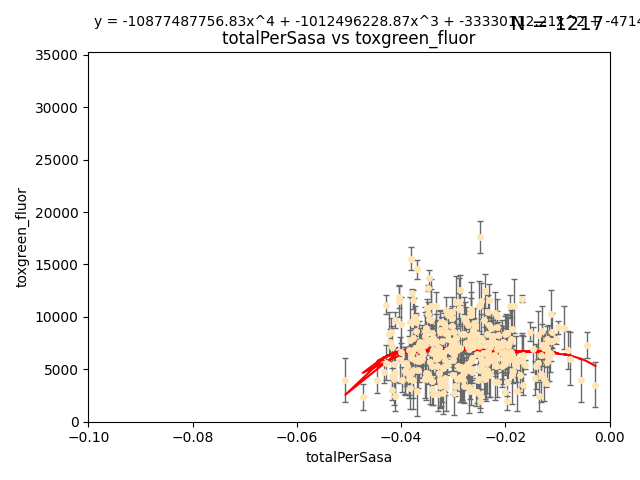 y = -10877487756.83x^4 + -1012496228.87x^3 + -4714
N = 1217
totalPerSasa vs toxgreen_fluor
35000
30000
25000
20000
15000
10000
5000
0
toxgreen_fluor
−0.10
−0.08
−0.06
−0.04
−0.02
0.00
totalPerSasa